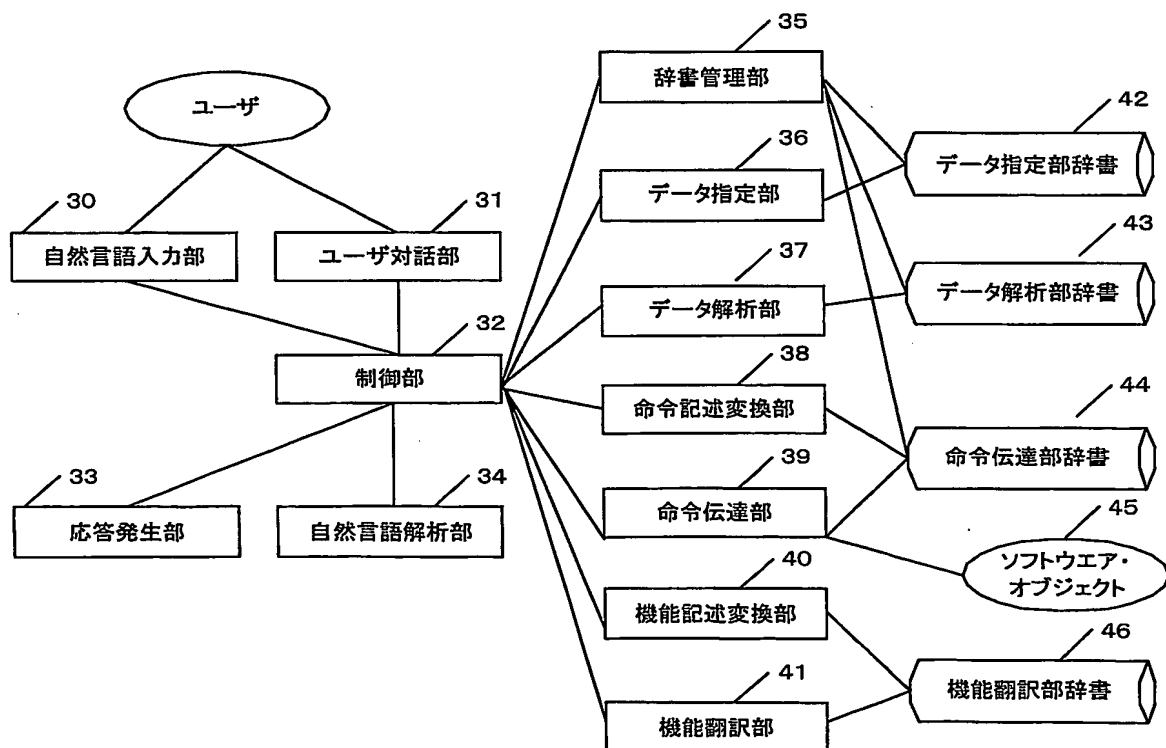 ユーザ
30
自然言語入力部
31
ユーザ対話部
32
制御部
33
応答発生部
34
自然言語解析部
35
辞書管理部
36
データ指定部
37
データ解析部
38
命令記述変換部
39
命令伝達部
40
機能記述変換部
41
機能翻訳部
42
データ指定部辞書
43
データ解析部辞書
44
命令伝達部辞書
45
ソフトウエア・
オブジェクト
46
機能翻訳部辞書